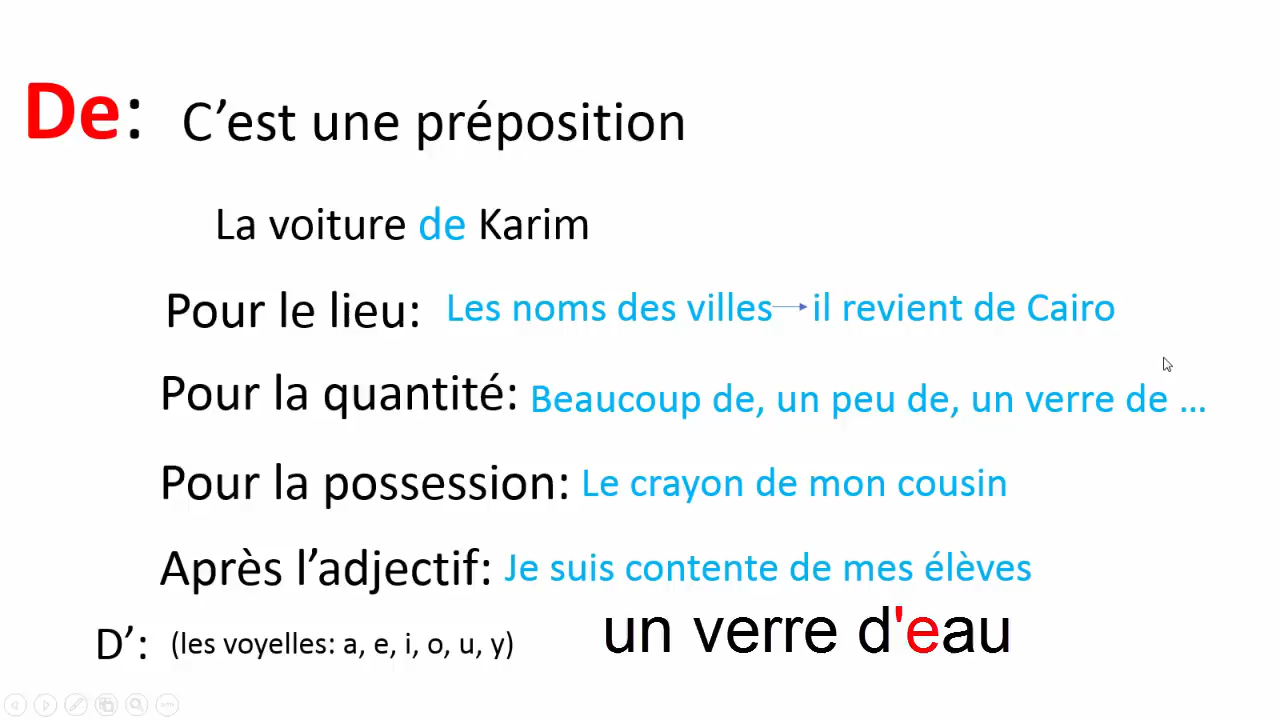 De: C'est une préposition
La voiture de Karim
Pour le lieu: Les noms des villes → il revient de Cairo
Pour la quantité: Beaucoup de, un peu de, un verre de ...
Pour la possession: Le crayon de mon cousin
Après l'adjectif: Je suis contente de mes élèves
D': (les voyelles: a, e, i, o, u, y) un verre d'eau